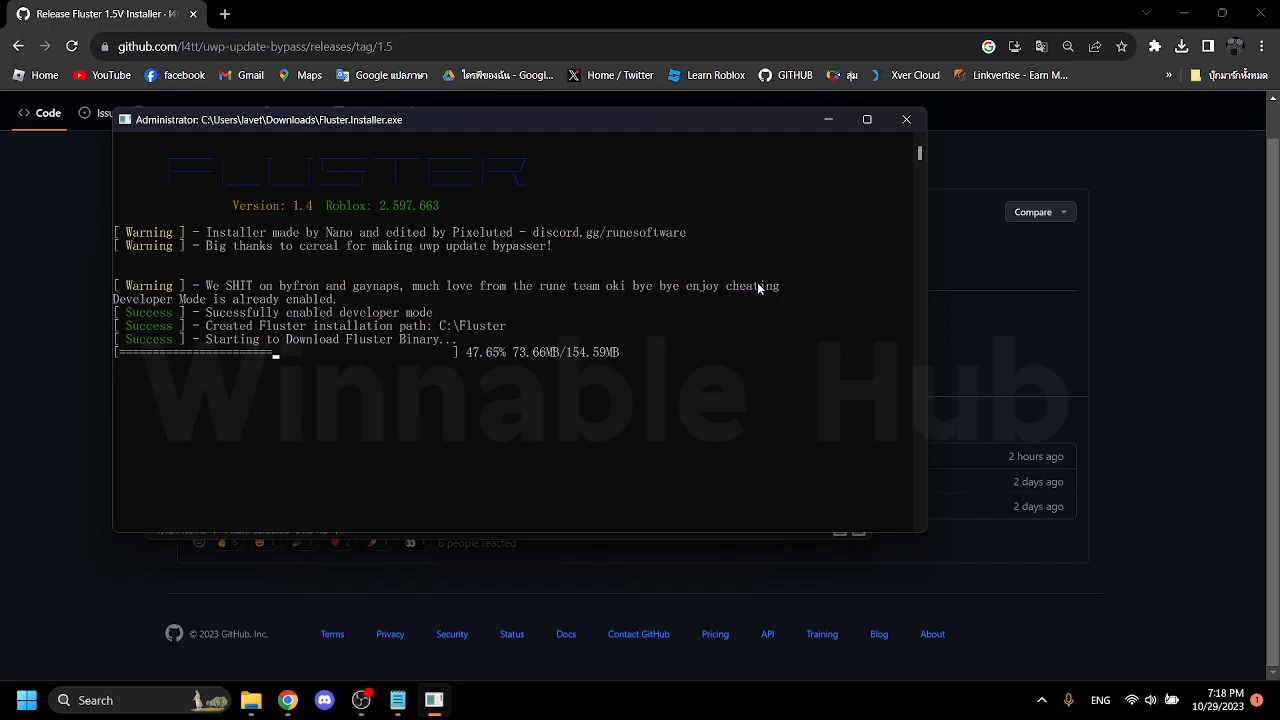 Release Fluster 1.5V Installer · l4tt
github.com/l4tt/uwp-update-bypass/releases/tag/1.5
Home YouTube facebook Gmail Maps Google แปลภาษา Home / Twitter Learn Roblox GITHUB สุ่ม Xver Cloud Linkvertise - Earn M... »
Code Issu
Administrator: C:\Users\lavet\Downloads\Fluster.Installer.exe
FLUSTER
Version: 1.4 Roblox: 2.597.663
Compare
[ Warning ] - Installer made by Nano and edited by Pixeluted - discord.gg/runesoftware
[ Warning ] - Big thanks to cereal for making uwp update bypasser!
[ Warning ] - We SHIT on byfron and gaynaps, much love from the rune team oki bye bye enjoy cheating
Developer Mode is already enabled.
[ Success ] - Sucessfully enabled developer mode
[ Success ] - Created Fluster installation path: C:\Fluster
[ Success ] - Starting to Download Fluster Binary...
[=======================_ ] 47.65% 73.66MB/154.59MB
Winnable Hub
2 hours ago
2 days ago
2 days ago
6 people reacted
© 2023 GitHub, Inc. Terms Privacy Security Status Docs Contact GitHub Pricing API Training Blog About
Search ENG 7:18 PM
10/29/2023 1